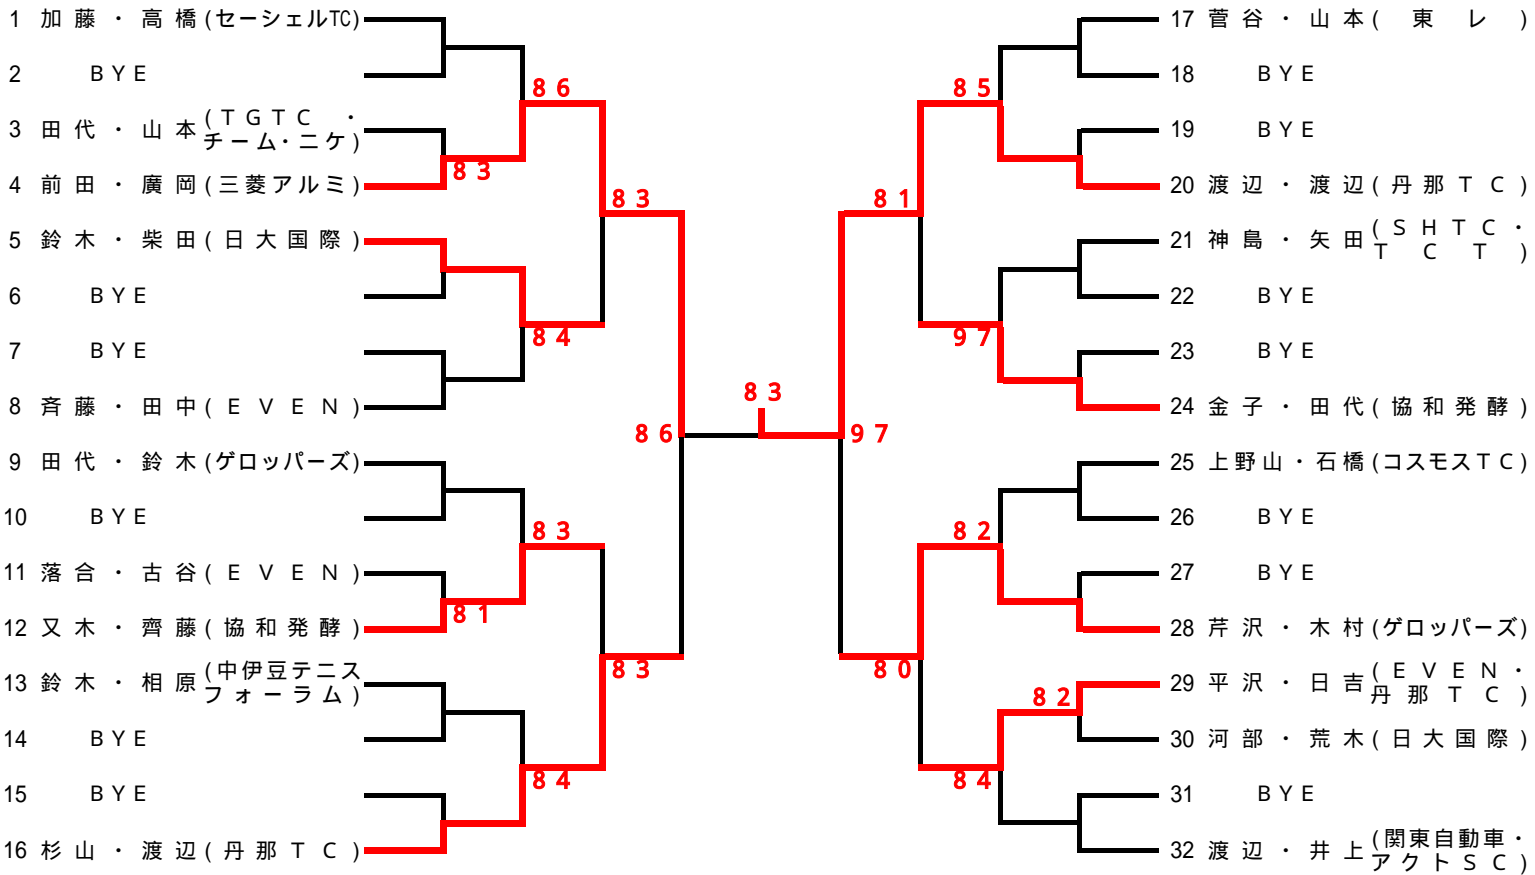 1 加藤・高橋(セーシェルTC)
2 BYE
3 田代・山本(TGTC・
チーム・ニケ)
4 前田・廣岡(三菱アルミ)
5 鈴木・柴田(日大国際)
6 BYE
7 BYE
8 斉藤・田中(EVEN)
9 田代・鈴木(ゲロッパーズ)
10 BYE
11 落合・古谷(EVEN)
12 又木・齊藤(協和発酵)
13 鈴木・相原(中伊豆テニス
フォーラム)
14 BYE
15 BYE
16 杉山・渡辺(丹那TC)
83
81
86
84
83
84
83
83
86
83
97
81
80
85
97
82
84
82
17 菅谷・山本(東レ)
18 BYE
19 BYE
20 渡辺・渡辺(丹那TC)
21 神島・矢田(SHTC・
TCT)
22 BYE
23 BYE
24 金子・田代(協和発酵)
25 上野山・石橋(コスモスTC)
26 BYE
27 BYE
28 芹沢・木村(ゲロッパーズ)
29 平沢・日吉(EVEN・
丹那TC)
30 河部・荒木(日大国際)
31 BYE
32 渡辺・井上(関東自動車・
アクトSC)